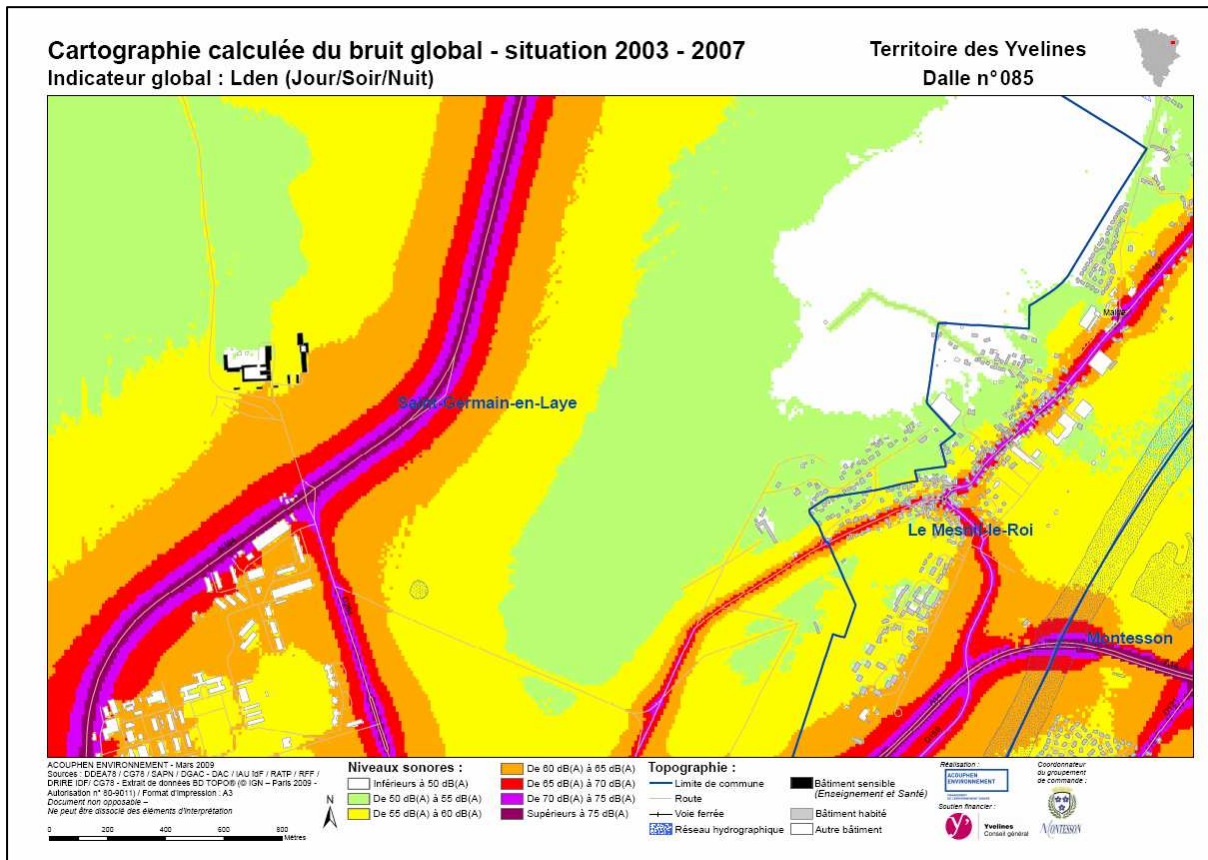 Cartographie calculée du bruit global - situation 2003 - 2007
Indicateur global : Lden (Jour/Soir/Nuit)
Territoire des Yvelines
Dalle n°085
Mairie
Saint-Germain-en-Laye
Le Mesnil-le-Roi
Montesson
ACOUPHEN ENVIRONNEMENT - Mars 2009
Sources : DDEA78 / CG78 / SAPN / DGAC - DAC / IAU IdF / RATP / RFF /
DRIRE IDF/ CG78 - Extrait de données BD TOPO® (© IGN – Paris 2009 -
Autorisation n° 80-9011) / Format d'impression : A3
Document non opposable –
Ne peut être dissocié des éléments d'interprétation
0 200 400 600 800
Mètres
N
Niveaux sonores :
Inférieurs à 50 dB(A)
De 50 dB(A) à 55 dB(A)
De 55 dB(A) à 60 dB(A)
De 60 dB(A) à 65 dB(A)
De 65 dB(A) à 70 dB(A)
De 70 dB(A) à 75 dB(A)
Supérieurs à 75 dB(A)
Topographie :
Limite de commune
Route
Voie ferrée
Réseau hydrographique
Bâtiment sensible
(Enseignement et Santé)
Bâtiment habité
Autre bâtiment
Réalisation :
ACOUPHEN
ENVIRONNEMENT
Soutien financier :
Yvelines
Conseil général
Coordonnateur
du groupement
de commande :
MONTESSON